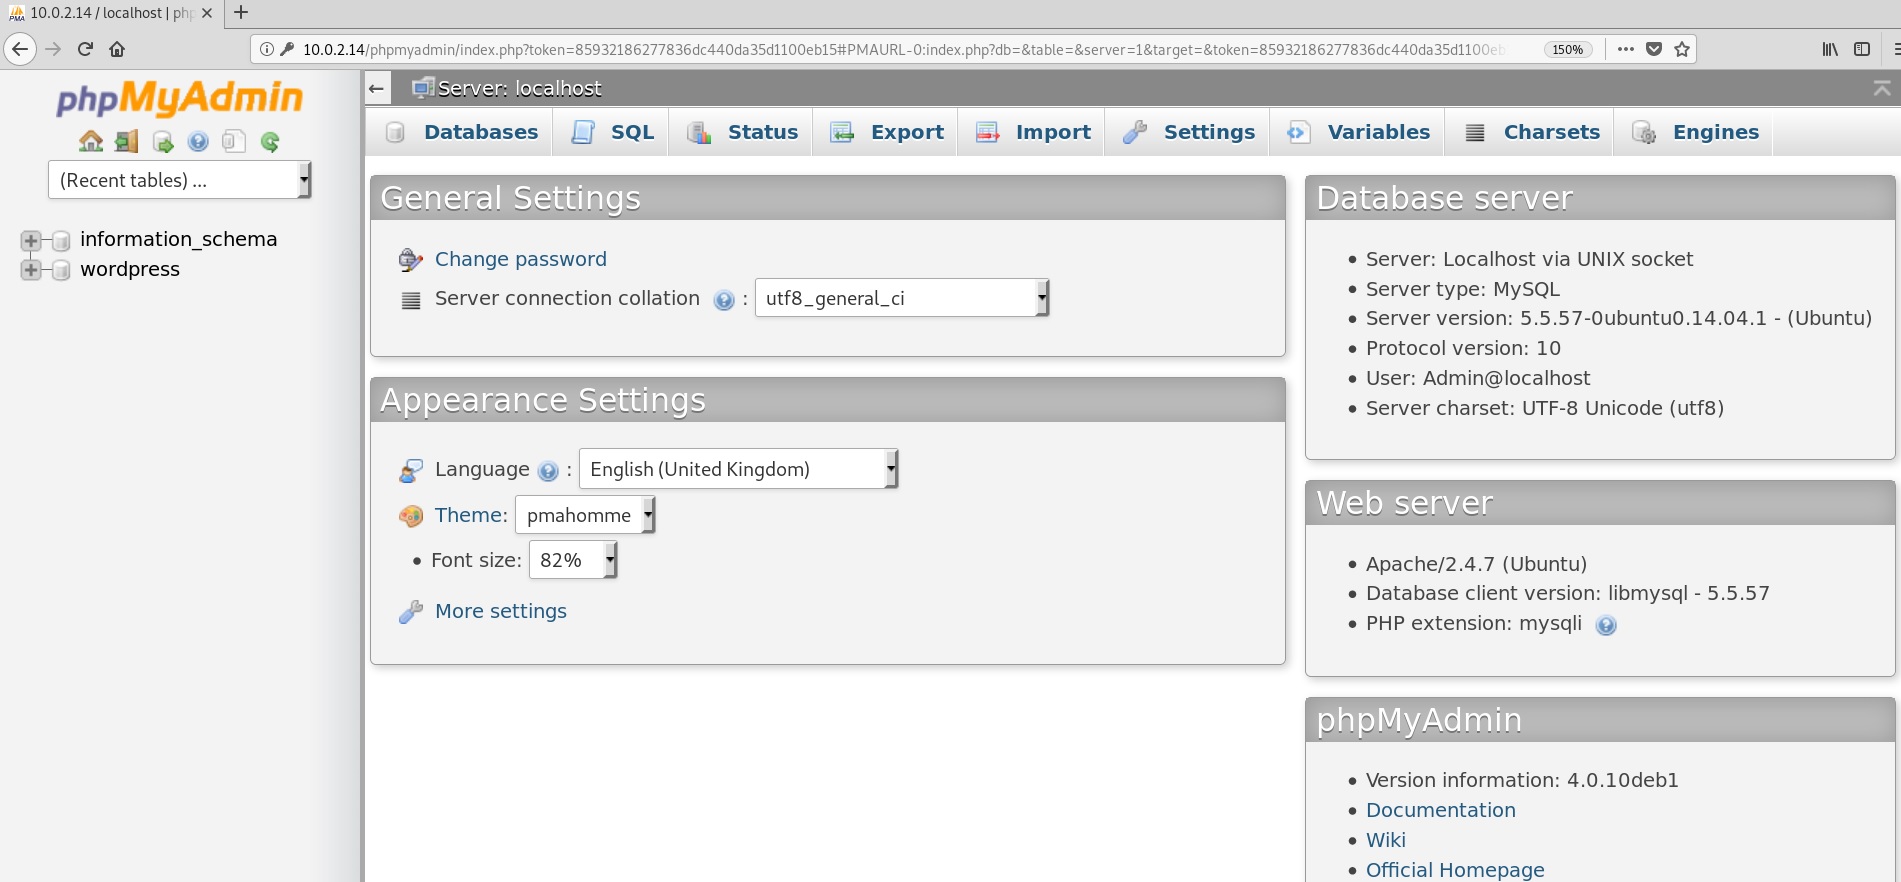 10.0.2.14 / localhost | php
10.0.2.14/phpmyadmin/index.php?token=85932186277836dc440da35d1100eb15#PMAURL-0:index.php?db=&table=&server=1&target=&token=85932186277836dc440da35d1100eb
150%
phpMyAdmin
(Recent tables) ...
information_schema
wordpress
Server: localhost
Databases
SQL
Status
Export
Import
Settings
Variables
Charsets
Engines
General Settings
Change password
Server connection collation : utf8_general_ci
Appearance Settings
Language : English (United Kingdom)
Theme: pmahomme
• Font size: 82%
More settings
Database server
• Server: Localhost via UNIX socket
• Server type: MySQL
• Server version: 5.5.57-0ubuntu0.14.04.1 - (Ubuntu)
• Protocol version: 10
• User: Admin@localhost
• Server charset: UTF-8 Unicode (utf8)
Web server
• Apache/2.4.7 (Ubuntu)
• Database client version: libmysql - 5.5.57
• PHP extension: mysqli
phpMyAdmin
• Version information: 4.0.10deb1
• Documentation
• Wiki
• Official Homepage